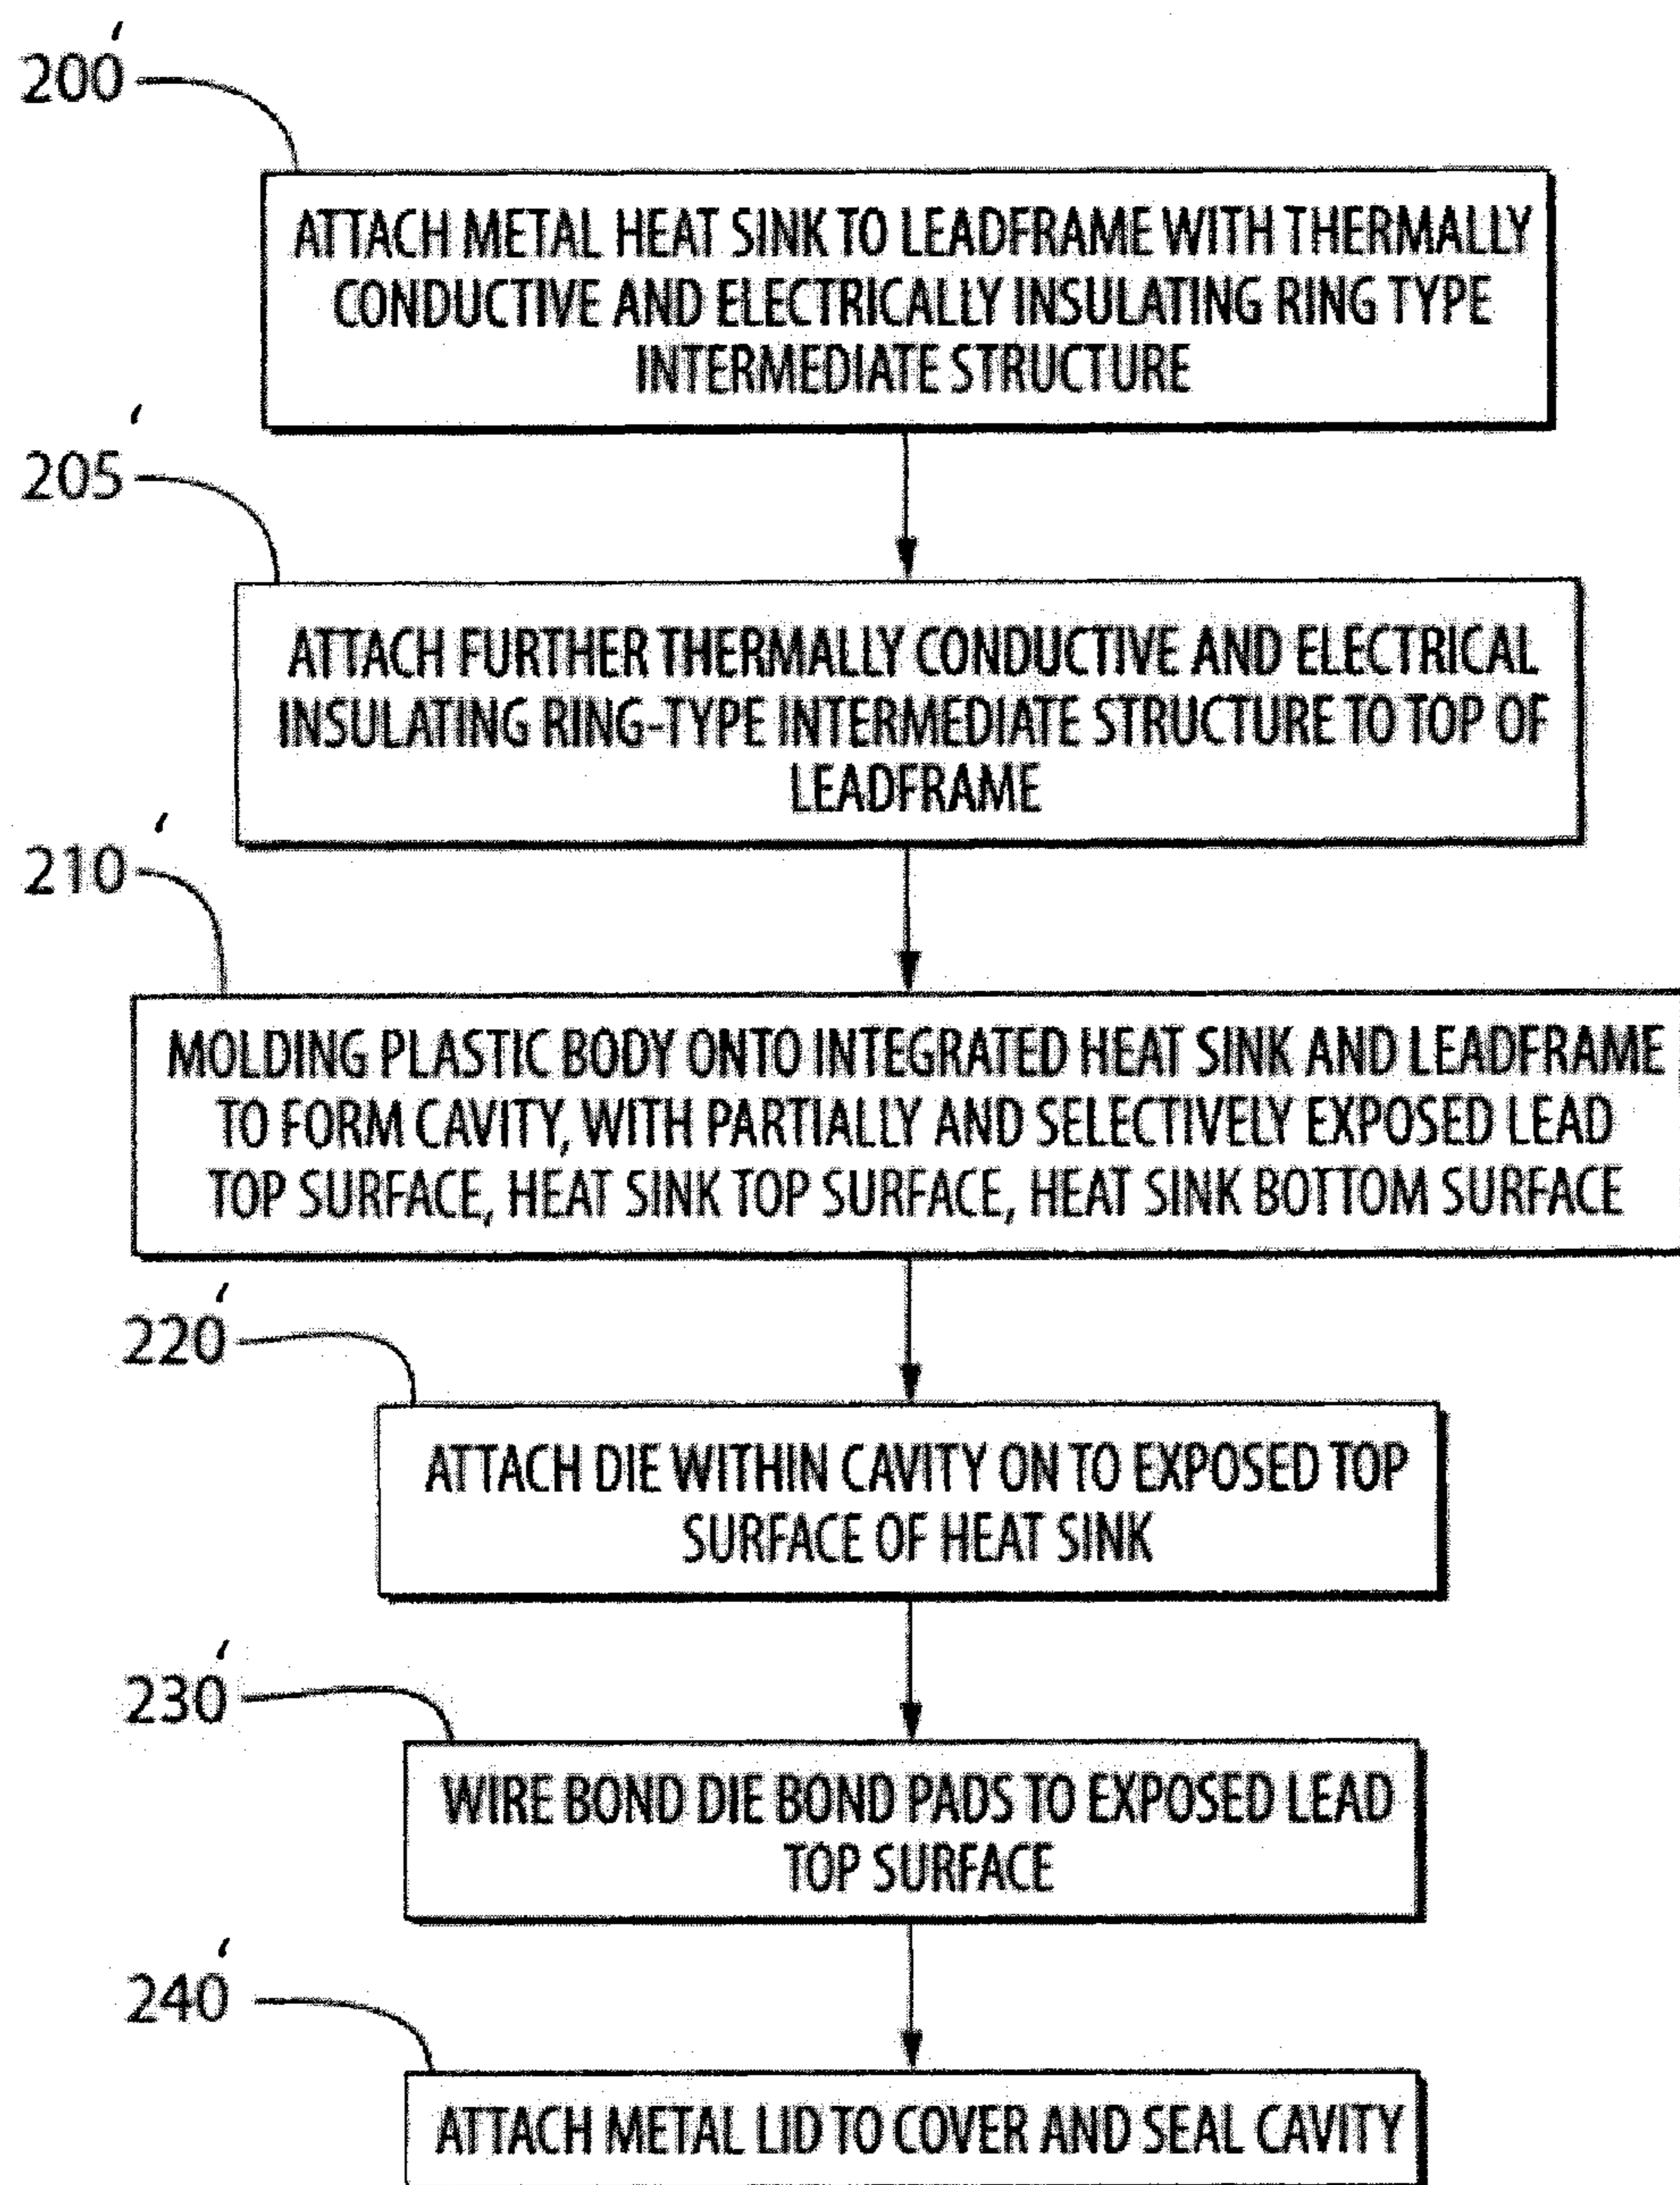 200'
ATTACH METAL HEAT SINK TO LEADFRAME WITH THERMALLY
CONDUCTIVE AND ELECTRICALLY INSULATING RING TYPE
INTERMEDIATE STRUCTURE
205'
ATTACH FURTHER THERMALLY CONDUCTIVE AND ELECTRICAL
INSULATING RING-TYPE INTERMEDIATE STRUCTURE TO TOP OF
LEADFRAME
210'
MOLDING PLASTIC BODY ONTO INTEGRATED HEAT SINK AND LEADFRAME
TO FORM CAVITY, WITH PARTIALLY AND SELECTIVELY EXPOSED LEAD
TOP SURFACE, HEAT SINK TOP SURFACE, HEAT SINK BOTTOM SURFACE
220'
ATTACH DIE WITHIN CAVITY ON TO EXPOSED TOP
SURFACE OF HEAT SINK
230'
WIRE BOND DIE BOND PADS TO EXPOSED LEAD
TOP SURFACE
240'
ATTACH METAL LID TO COVER AND SEAL CAVITY